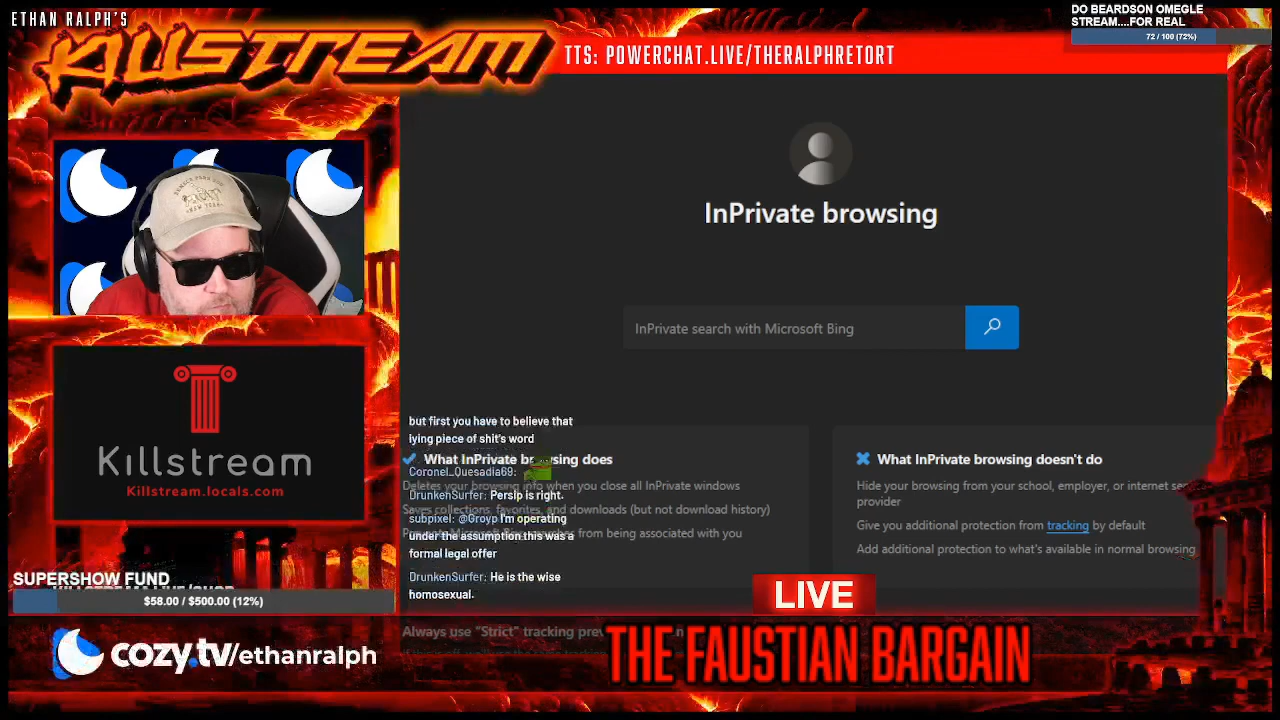 ETHAN RALPH'S
KILLSTREAM
TTS: POWERCHAT.LIVE/THERALPHRETORT
DO BEARDSON OMEGLE
STREAM....FOR REAL
72 / 100 (72%)
InPrivate browsing
InPrivate search with Microsoft Bing
Killstream
Killstream.locals.com
but first you have to believe that
lying piece of shit's word
Coronel_Quesadia69:
DrunkenSurfer: Persip is right.
subpixel: @Groyp I'm operating
under the assumption this was a
formal legal offer
DrunkenSurfer: He is the wise
homosexual.
What InPrivate browsing does
Deletes your browsing info when you close all InPrivate windows
Saves collections, favorites, and downloads (but not download history)
from being associated with you
What InPrivate browsing doesn't do
Hide your browsing from your school, employer, or internet
provider
Give you additional protection from tracking by default
Add additional protection to what's available in normal browsing
Always use "Strict" tracking
SUPERSHOW FUND
$58.00 / $500.00 (12%)
LIVE
cozy.tv/ethanralph
THE FAUSTIAN BARGAIN